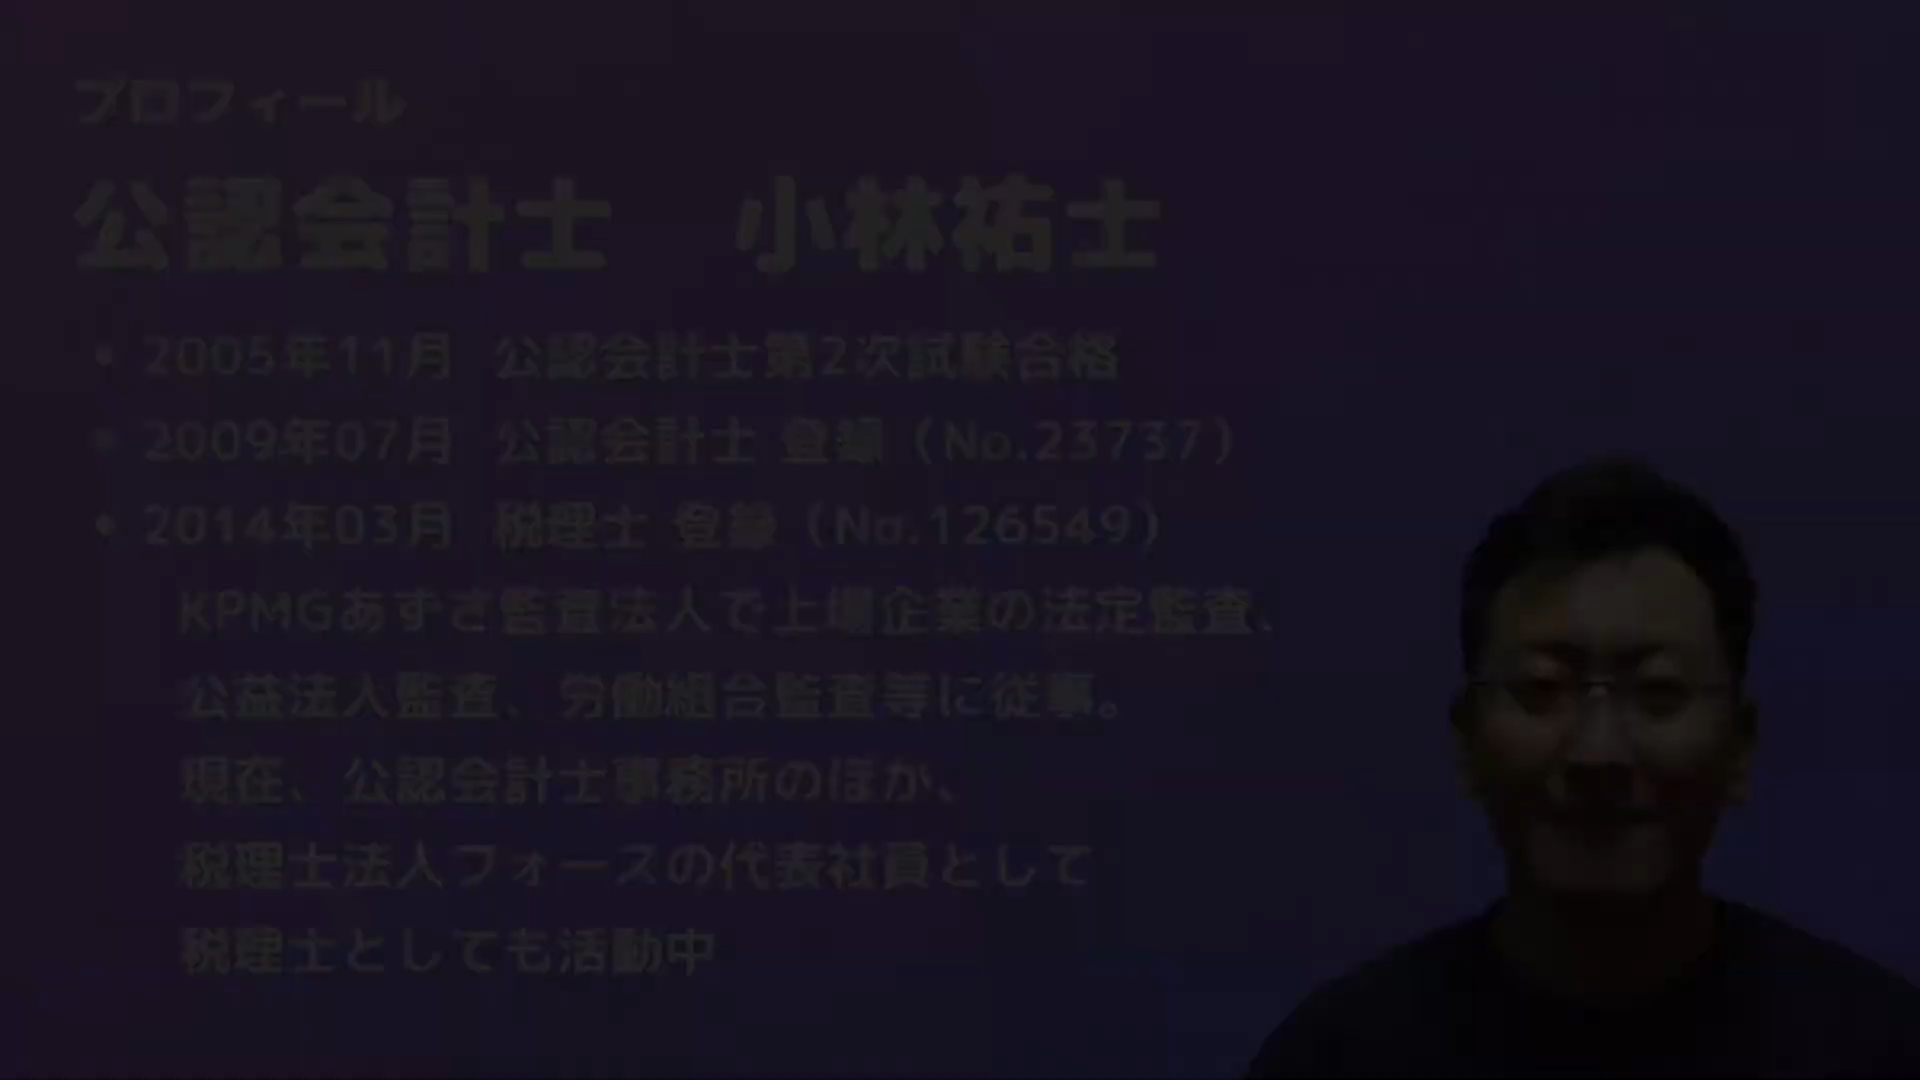 プロフィール
公認会計士　小林祐士
• 2005年11月 公認会計士第2次試験合格
• 2009年07月 公認会計士 登録（No.23737）
• 2014年03月 税理士 登録（No.126549）
KPMGあずさ監査法人で上場企業の法定監査、
公益法人監査、労働組合監査等に従事。
現在、公認会計士事務所のほか、
税理士法人フォースの代表社員として
税理士としても活動中